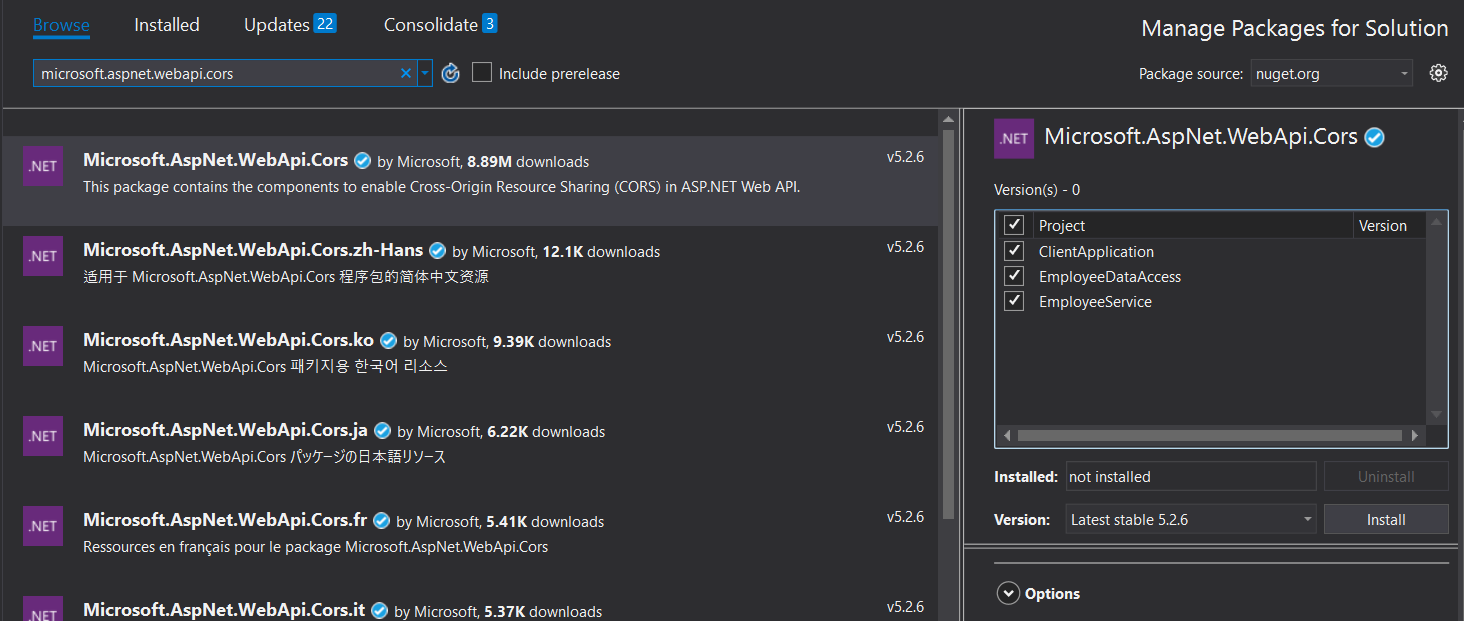 Browse Installed Updates 22 Consolidate 3
Manage Packages for Solution
microsoft.aspnet.webapi.cors
Include prerelease
Package source: nuget.org
.NET
Microsoft.AspNet.WebApi.Cors by Microsoft, 8.89M downloads
v5.2.6
This package contains the components to enable Cross-Origin Resource Sharing (CORS) in ASP.NET Web API.
.NET
Microsoft.AspNet.WebApi.Cors.zh-Hans by Microsoft, 12.1K downloads
v5.2.6
适用于 Microsoft.AspNet.WebApi.Cors 程序包的简体中文资源
.NET
Microsoft.AspNet.WebApi.Cors.ko by Microsoft, 9.39K downloads
v5.2.6
Microsoft.AspNet.WebApi.Cors 패키지용 한국어 리소스
.NET
Microsoft.AspNet.WebApi.Cors.ja by Microsoft, 6.22K downloads
v5.2.6
Microsoft.AspNet.WebApi.Cors パッケージの日本語リソース
.NET
Microsoft.AspNet.WebApi.Cors.fr by Microsoft, 5.41K downloads
v5.2.6
Ressources en français pour le package Microsoft.AspNet.WebApi.Cors
.NET
Microsoft.AspNet.WebApi.Cors.it by Microsoft, 5.37K downloads
v5.2.6
.NET
Microsoft.AspNet.WebApi.Cors
Version(s) - 0
Project Version
ClientApplication
EmployeeDataAccess
EmployeeService
Installed: not installed Uninstall
Version: Latest stable 5.2.6 Install
Options